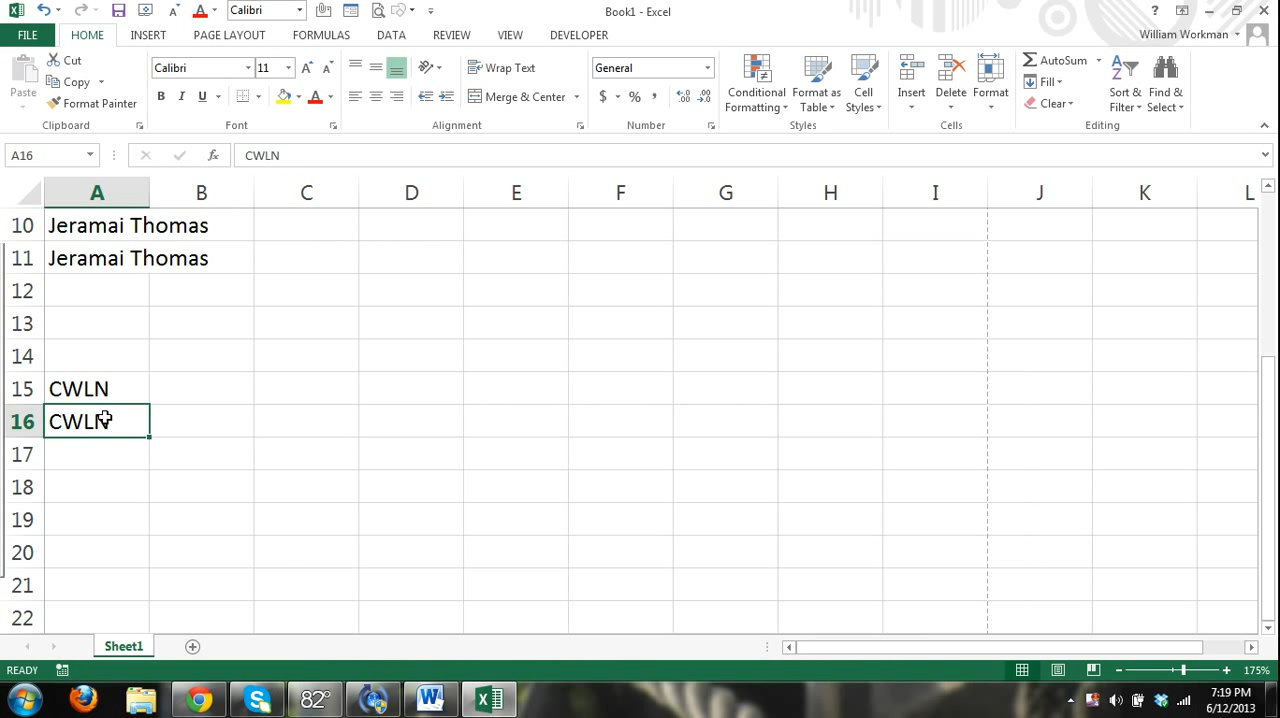 Calibri
Book1 - Excel
?
FILE HOME INSERT PAGE LAYOUT FORMULAS DATA REVIEW VIEW DEVELOPER
William Workman
Paste
Cut
Copy
Format Painter
Clipboard
Calibri 11
B I U A
Font
Wrap Text
Merge & Center
Alignment
General
$ % ,
Number
Conditional Formatting
Format as Table
Cell Styles
Styles
Insert
Delete
Format
Cells
AutoSum
Fill
Clear
Sort & Filter
Find & Select
Editing
A16 fx CWLN
A B C D E F G H I J K L
10 Jeramai Thomas
11 Jeramai Thomas
12
13
14
15 CWLN
16 CWLN
17
18
19
20
21
22
Sheet1
READY 175%
82°
7:19 PM
6/12/2013